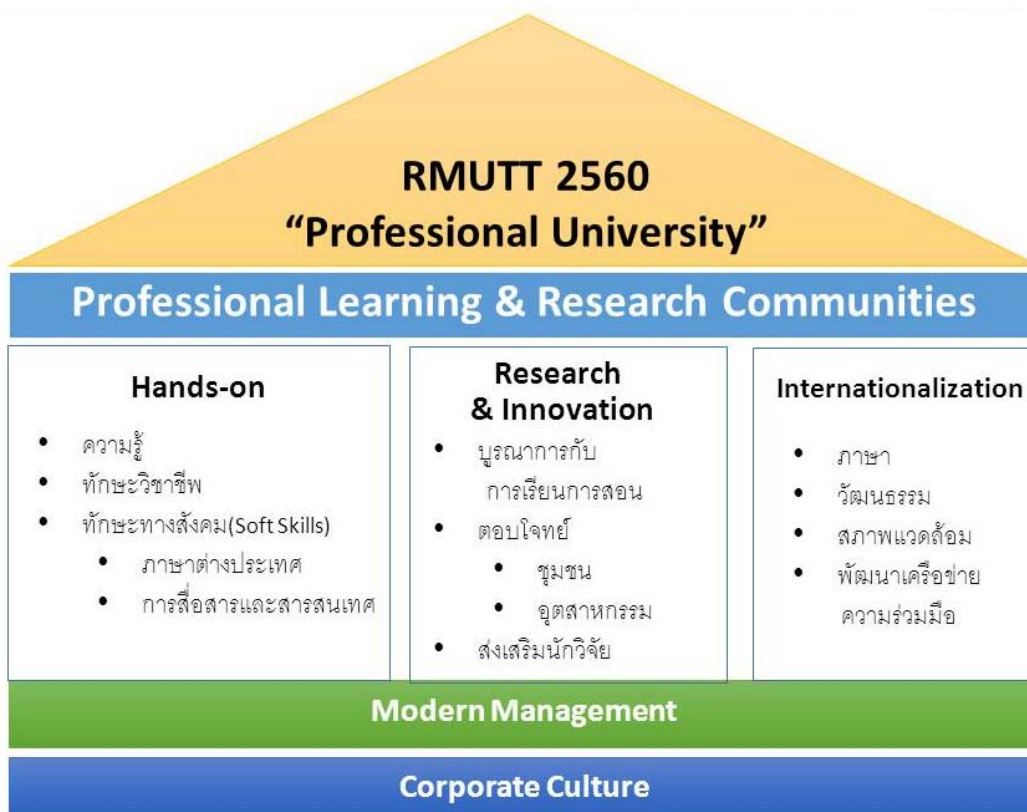 RMUTT 2560
“Professional University”
Professional Learning & Research Communities
Hands-on
• ความรู้
• ทักษะวิชาชีพ
• ทักษะทางสังคม(Soft Skills)
• ภาษาต่างประเทศ
• การสื่อสารและสารสนเทศ
Research
& Innovation
• บูรณาการกับ
การเรียนการสอน
• ตอบโจทย์
• ชุมชน
• อุตสาหกรรม
• ส่งเสริมนักวิจัย
Internationalization
• ภาษา
• วัฒนธรรม
• สภาพแวดล้อม
• พัฒนาเครือข่าย
ความร่วมมือ
Modern Management
Corporate Culture